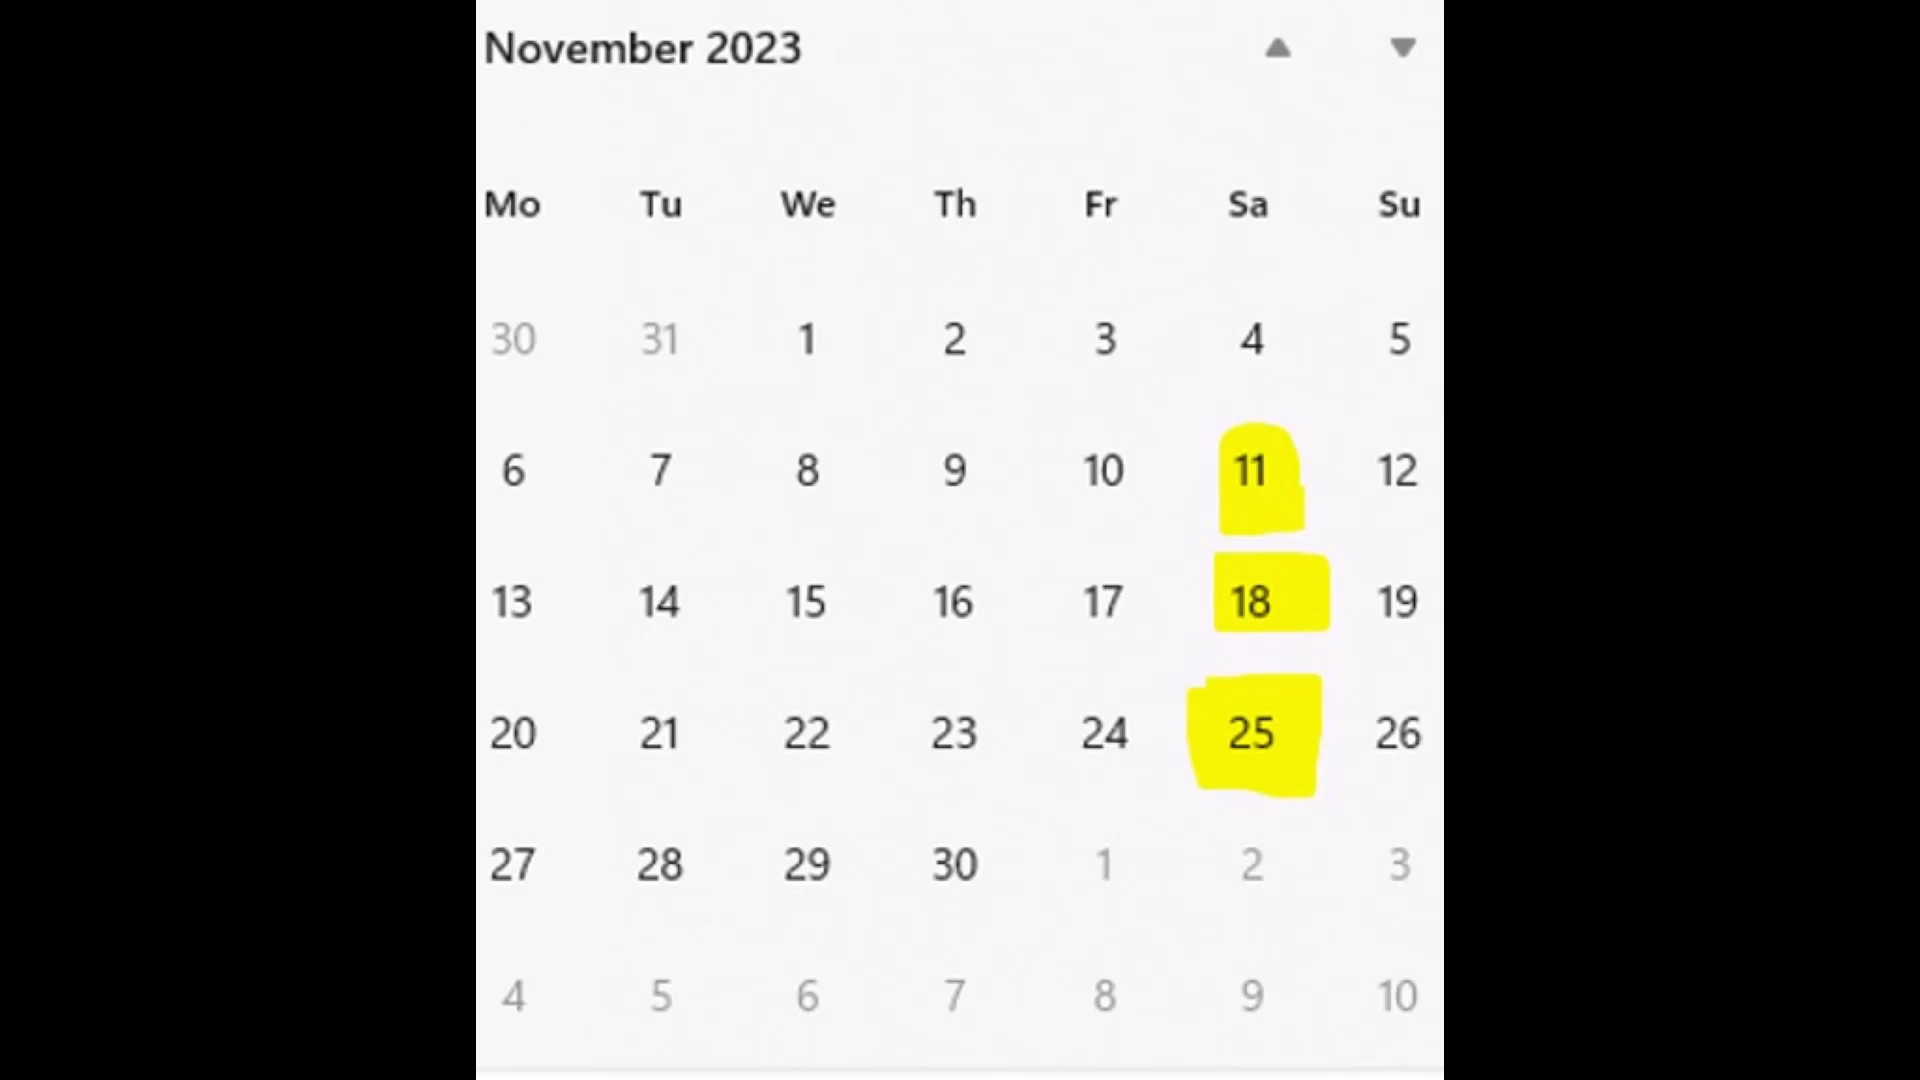 November 2023
Mo Tu We Th Fr Sa Su
30 31 1 2 3 4 5
6 7 8 9 10 11 12
13 14 15 16 17 18 19
20 21 22 23 24 25 26
27 28 29 30 1 2 3
4 5 6 7 8 9 10